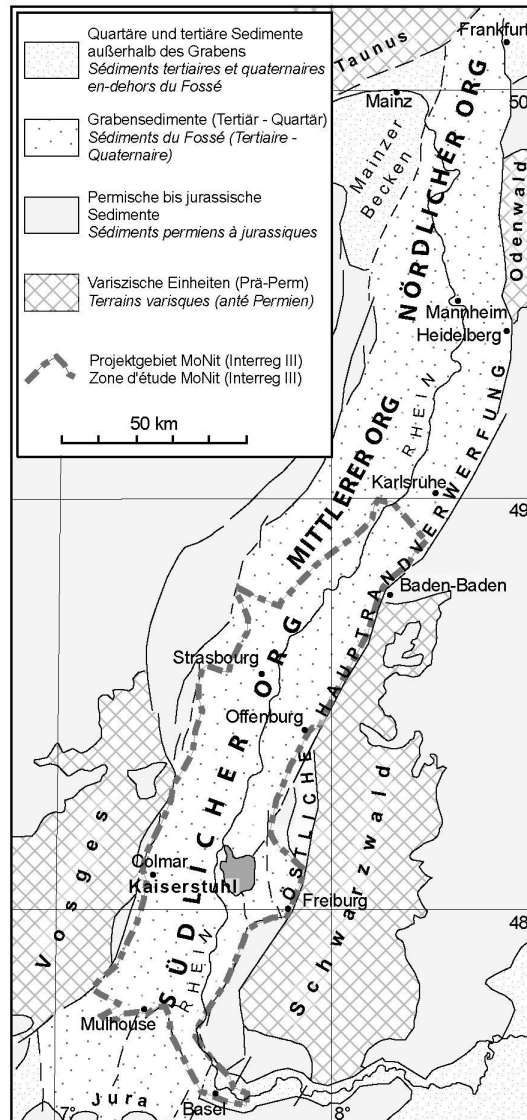 Quartäre und tertiäre Sedimente
außerhalb des Grabens
Sédiments tertiaires et quaternaires
en-dehors du Fossé
Grabensedimente (Tertiär - Quartär)
Sédiments du Fossé (Tertiaire -
Quaternaire)
Permische bis jurassische
Sedimente
Sédiments permiens à jurassiques
Variszische Einheiten (Prä-Perm)
Terrains varisques (anté Permien)
Projektgebiet MoNit (Interreg III)
Zone d'étude MoNit (Interreg III)
50 km
Frankfurt
Taunus
50
Mainz
Mainzer
Becken
NÖRDLICHER ORG
Odenwald
Mannheim
Heidelberg
RHEIN
MITTLERER ORG
Karlsruhe
49
ÖSTLICHE HAUPTRANDVERWERFUNG
Baden-Baden
Strasbourg
SÜDLICHER ORG
Offenburg
Vosges
Colmar
Kaiserstuhl
Schwarzwald
Freiburg
48
RHEIN
Mulhouse
Jura
Basel
7°
8°